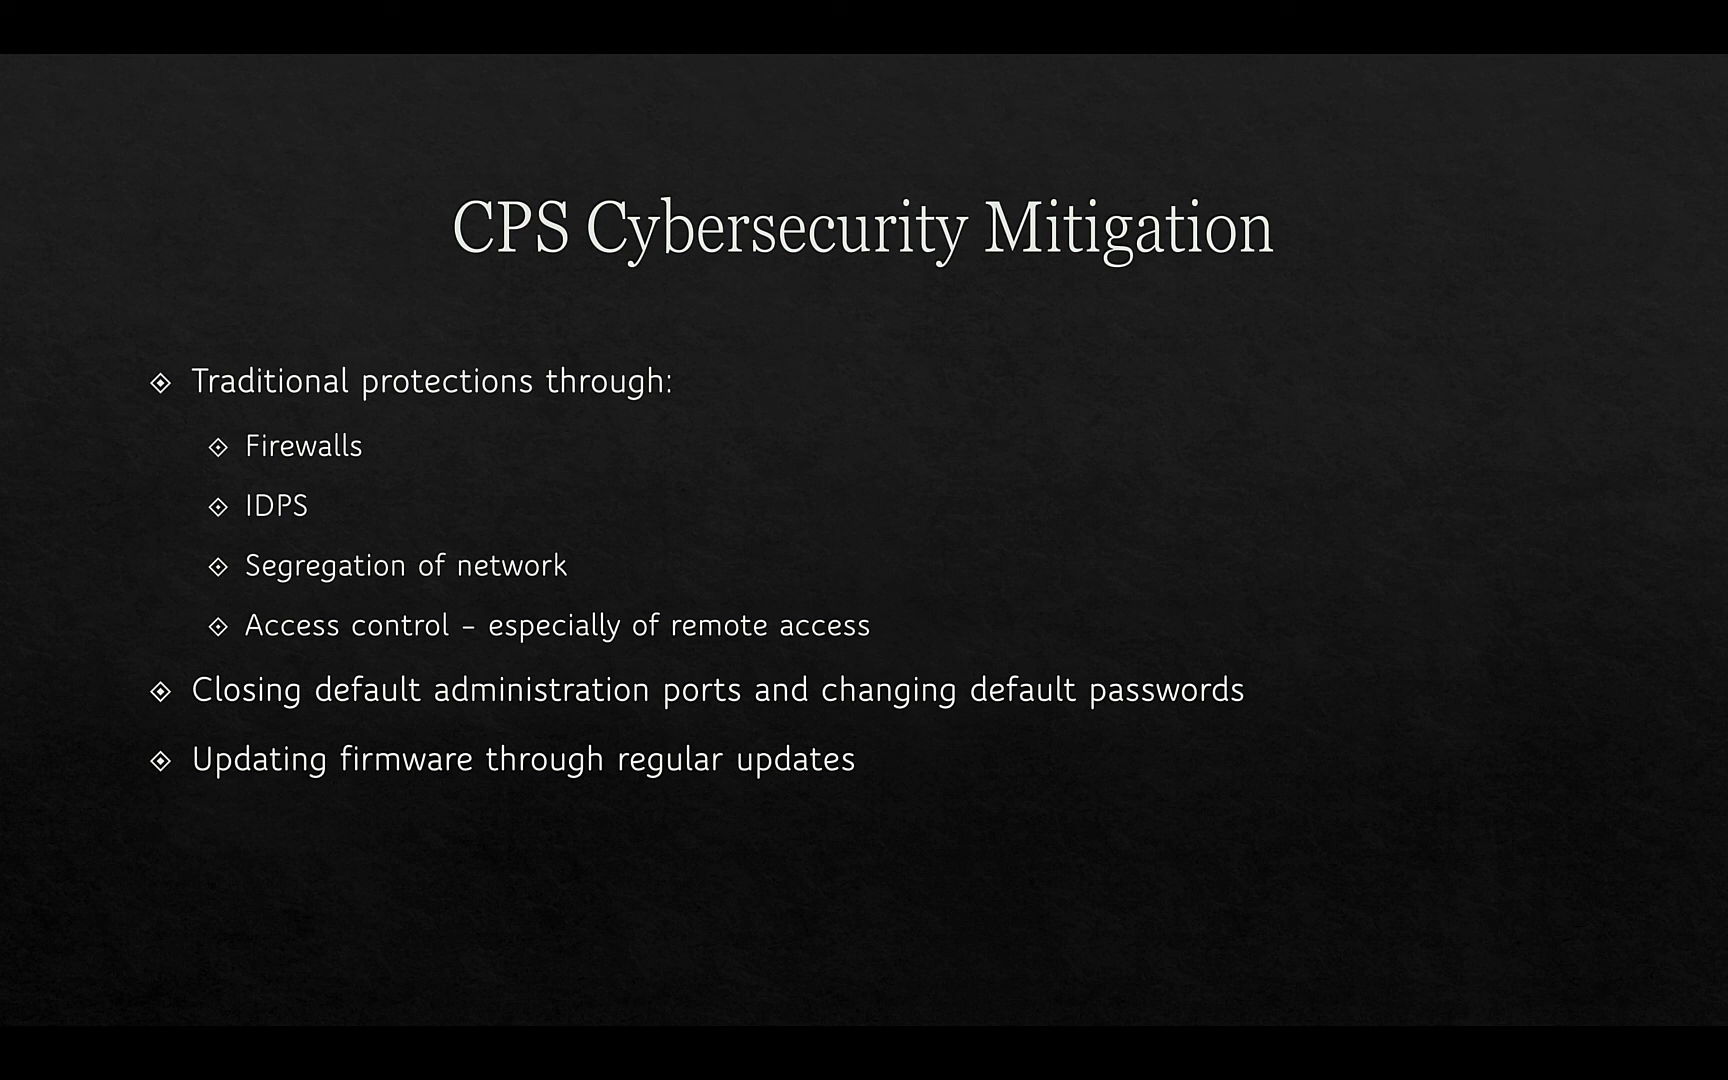 CPS Cybersecurity Mitigation
Traditional protections through:
Firewalls
IDPS
Segregation of network
Access control – especially of remote access
Closing default administration ports and changing default passwords
Updating firmware through regular updates